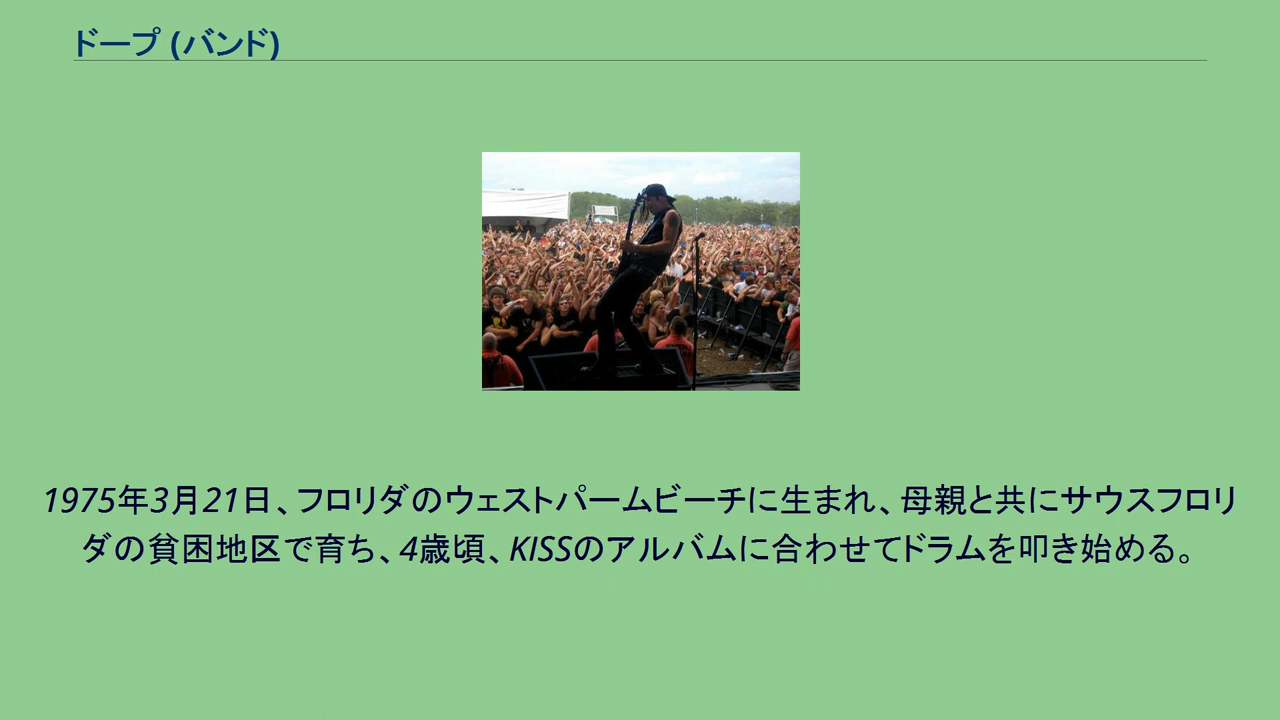 ドープ (バンド)
1975年3月21日、フロリダのウェストパームビーチに生まれ、母親と共にサウスフロリ
ダの貧困地区で育ち、4歳頃、KISSのアルバムに合わせてドラムを叩き始める。